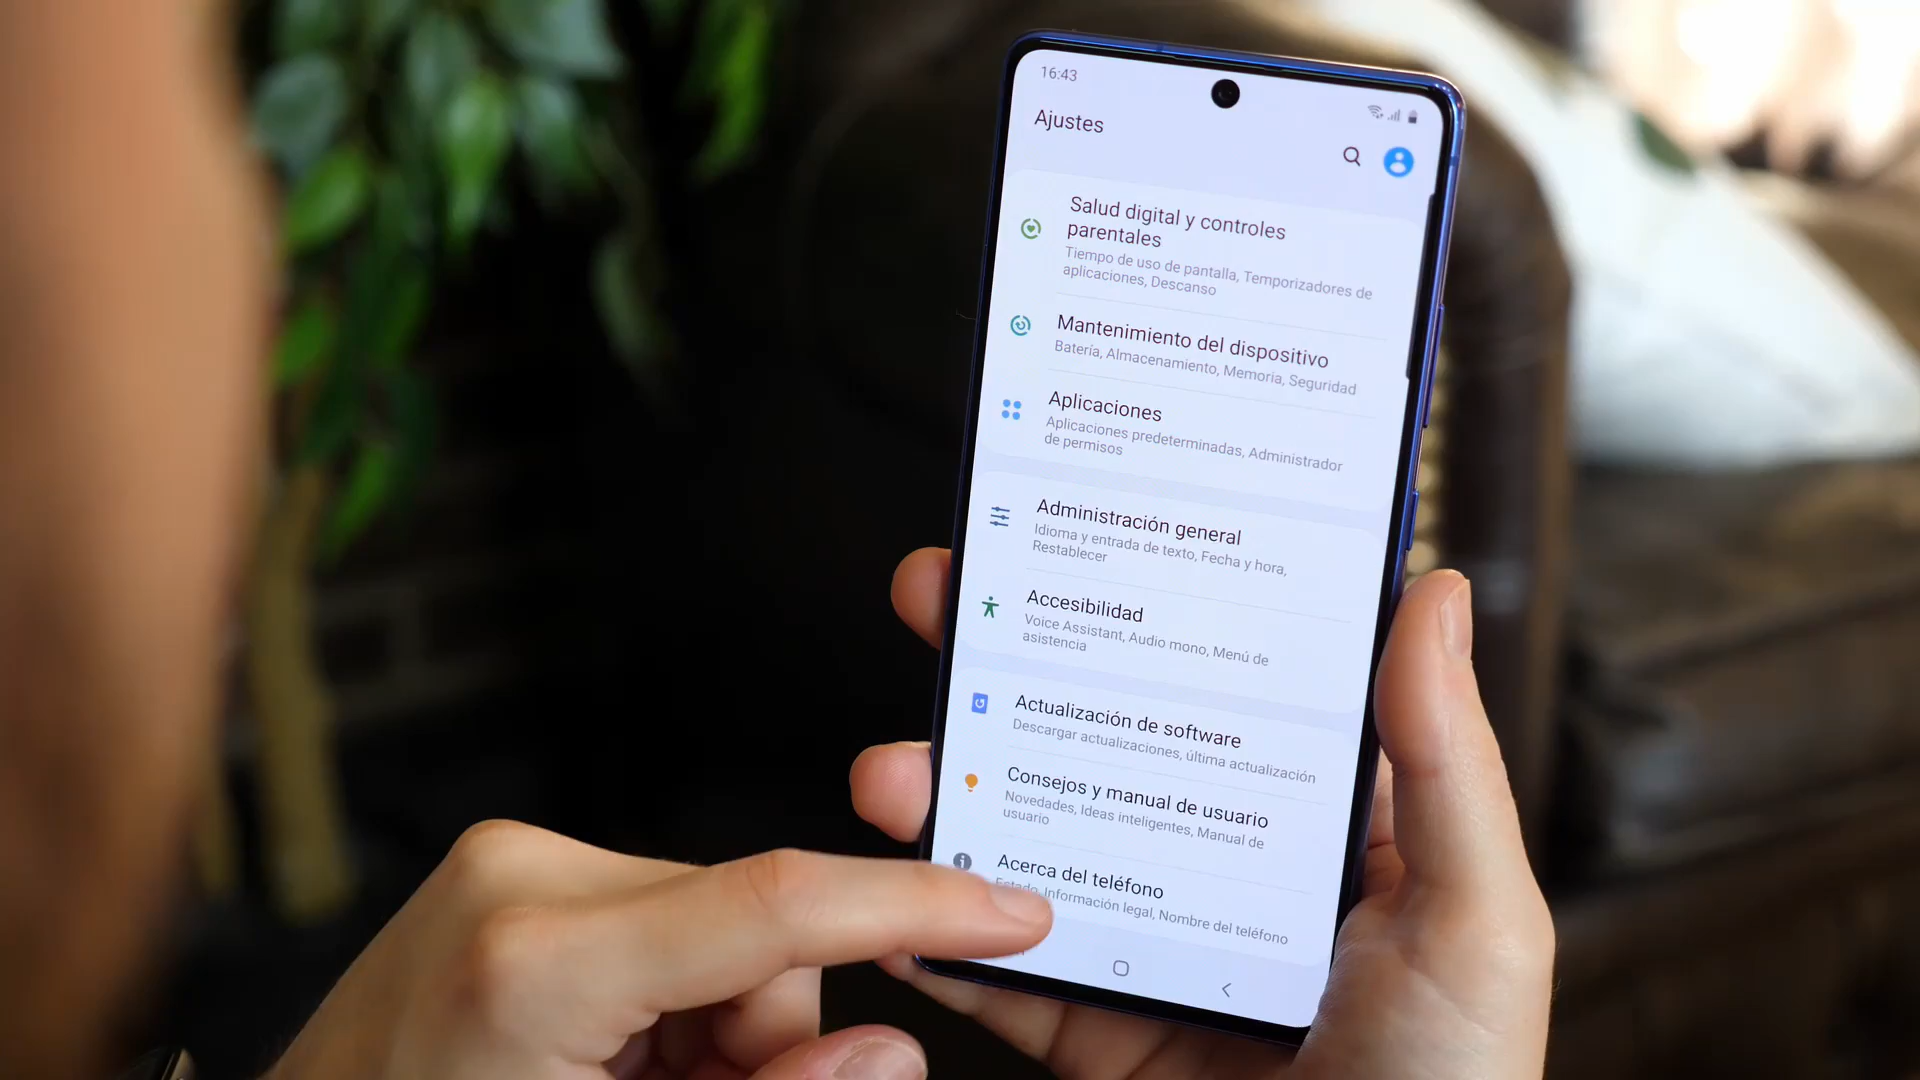 16:43
Ajustes
Salud digital y controles
parentales
Tiempo de uso de pantalla, Temporizadores de
aplicaciones, Descanso
Mantenimiento del dispositivo
Batería, Almacenamiento, Memoria, Seguridad
Aplicaciones
Aplicaciones predeterminadas, Administrador
de permisos
Administración general
Idioma y entrada de texto, Fecha y hora,
Restablecer
Accesibilidad
Voice Assistant, Audio mono, Menú de
asistencia
Actualización de software
Descargar actualizaciones, última actualización
Consejos y manual de usuario
Novedades, Ideas inteligentes, Manual de
usuario
Acerca del teléfono
Estado, Información legal, Nombre del teléfono